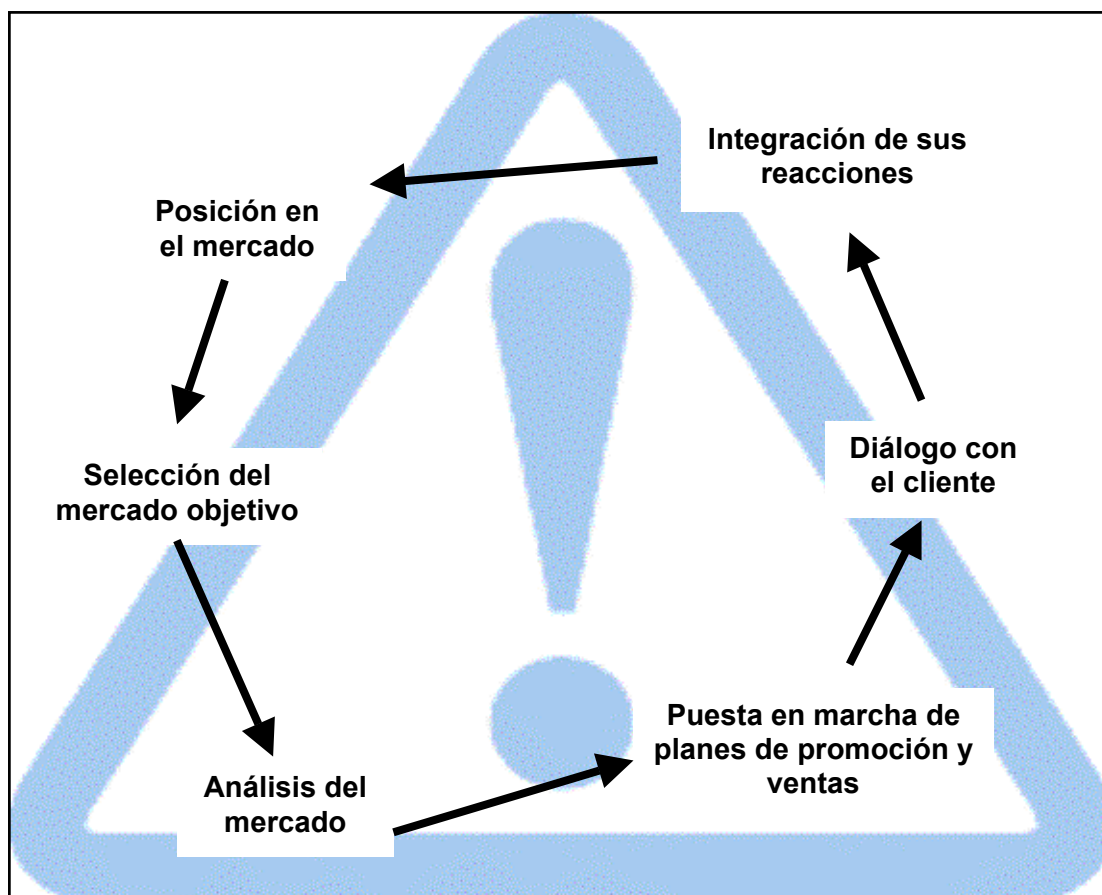 Integración de sus
reacciones
Posición en
el mercado
Selección del
mercado objetivo
Diálogo con
el cliente
Puesta en marcha de
planes de promoción y
ventas
Análisis del
mercado